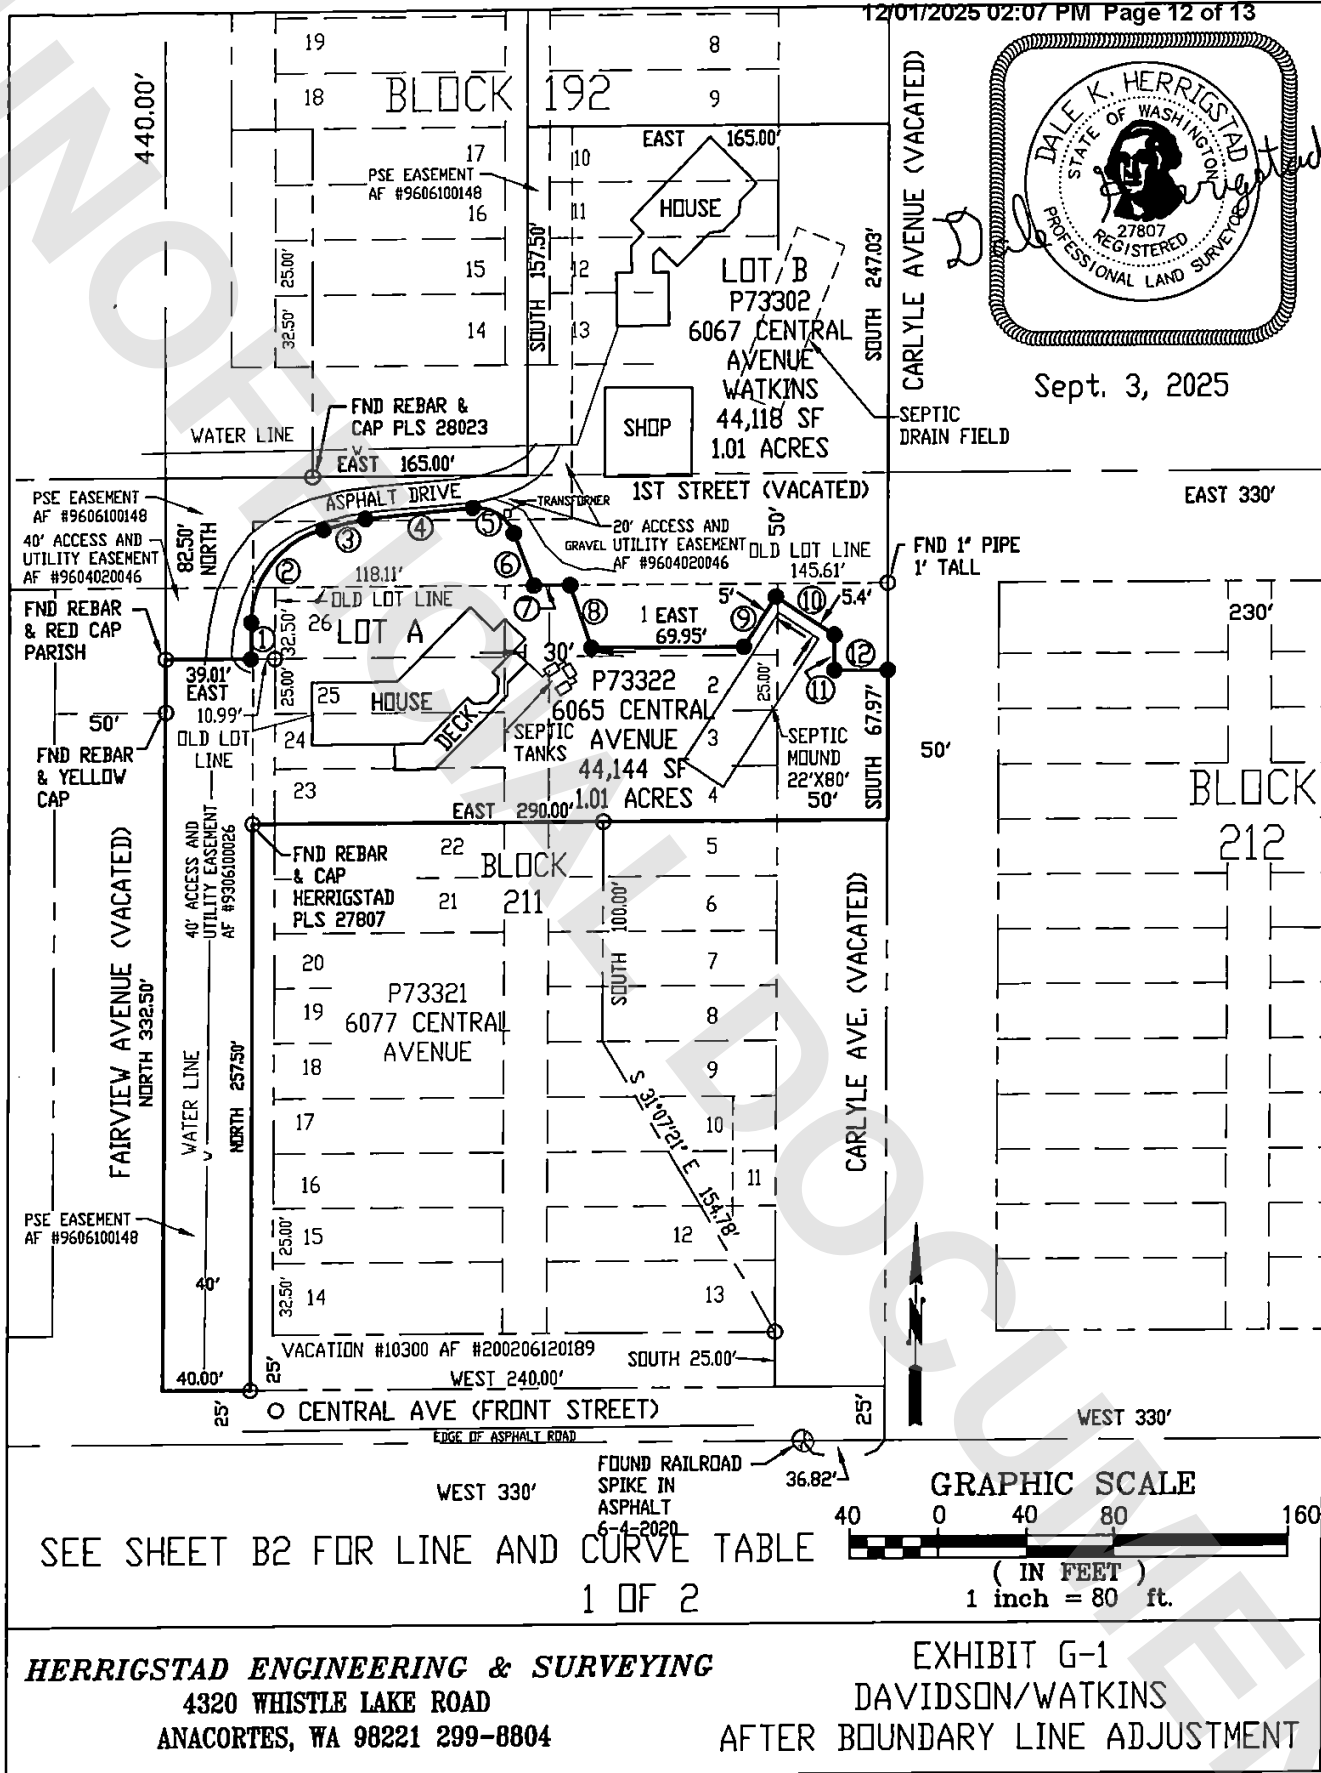 12/01/2025 02:07 PM Page 12 of 13
UNOFFICIAL DOCUMENT
440.00'
19
18
BLOCK 192
8
9
17
16
15
14
10
11
12
13
PSE EASEMENT
AF #9606100148
25.00'
32.50'
SOUTH 157.50'
EAST 165.00'
HOUSE
LOT B
P73302
6067 CENTRAL
AVENUE
WATKINS
44,118 SF
1.01 ACRES
SHOP
SOUTH 247.03'
CARLYLE AVENUE (VACATED)
DALE K. HERRIGSTAD
STATE OF WASHINGTON
27807
REGISTERED
PROFESSIONAL LAND SURVEYOR
Sept. 3, 2025
SEPTIC
DRAIN FIELD
FND REBAR &
CAP PLS 28023
WATER LINE
W
EAST 165.00'
ASPHALT DRIVE
TRANSFORMER
1ST STREET (VACATED)
50'
EAST 330'
PSE EASEMENT
AF #9606100148
40' ACCESS AND
UTILITY EASEMENT
AF #9604020046
82.50'
NORTH
20' ACCESS AND
GRAVEL UTILITY EASEMENT
AF #9604020046
OLD LOT LINE
145.61'
FND 1" PIPE
1' TALL
118.11'
OLD LOT LINE
1
2
3
4
5
6
7
8
9
10
11
12
FND REBAR
& RED CAP
PARISH
39.01'
EAST
10.99'
OLD LOT
LINE
32.50'
25.00'
26
LOT A
25
HOUSE
24
23
DECK
30'
SEPTIC
TANKS
1 EAST
69.95'
5'
5.4'
P73322
6065 CENTRAL
AVENUE
44,144 SF
1.01 ACRES
2
3
4
25.00'
SEPTIC
MOUND
22'X80'
50'
SOUTH 67.97'
50'
230'
BLOCK
212
50'
FND REBAR
& YELLOW
CAP
EAST 290.00'
FND REBAR
& CAP
HERRIGSTAD
PLS 27807
40' ACCESS AND
UTILITY EASEMENT
AF #9306100026
FAIRVIEW AVENUE (VACATED)
NORTH 332.50'
WATER LINE
NORTH 257.50'
22
21
BLOCK
211
20
19
18
17
16
15
14
P73321
6077 CENTRAL
AVENUE
SOUTH 100.00'
S 31°07'21" E 154.78'
5
6
7
8
9
10
11
12
13
CARLYLE AVE. (VACATED)
PSE EASEMENT
AF #9606100148
40'
25.00'
32.50'
N
VACATION #10300 AF #200206120189
SOUTH 25.00'
40.00'
25'
WEST 240.00'
25'
CENTRAL AVE (FRONT STREET)
EDGE OF ASPHALT ROAD
25'
WEST 330'
WEST 330'
FOUND RAILROAD
SPIKE IN
ASPHALT
6-4-2020
36.82'
GRAPHIC SCALE
40 0 40 80 160
( IN FEET )
1 inch = 80 ft.
SEE SHEET B2 FOR LINE AND CURVE TABLE
1 OF 2
HERRIGSTAD ENGINEERING & SURVEYING
4320 WHISTLE LAKE ROAD
ANACORTES, WA 98221 299-8804
EXHIBIT G-1
DAVIDSON/WATKINS
AFTER BOUNDARY LINE ADJUSTMENT